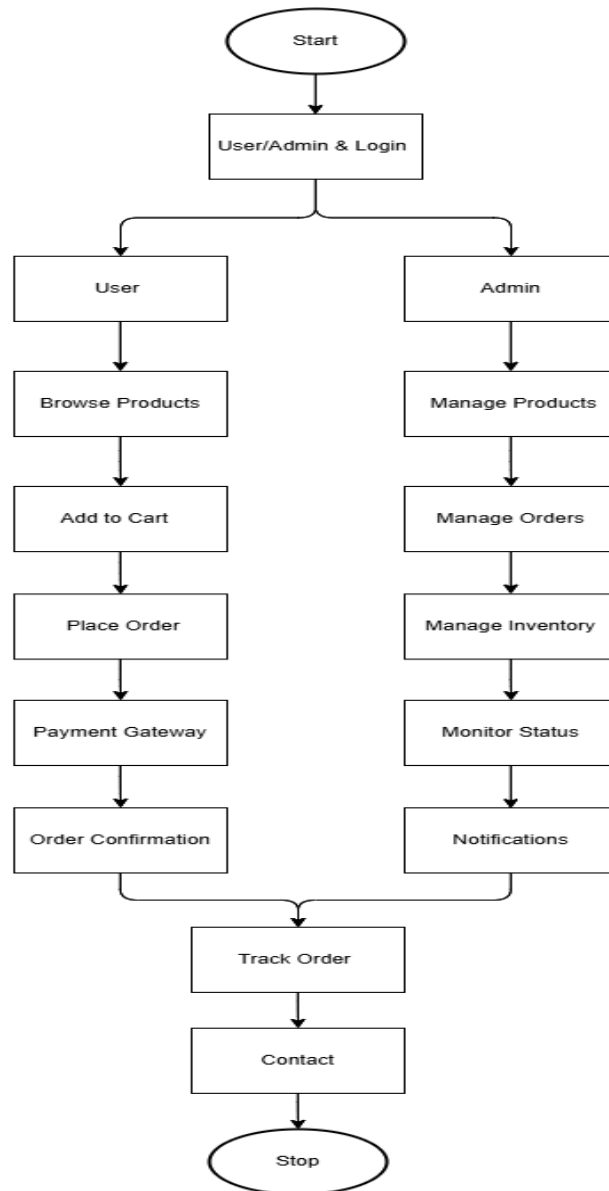 Start
User/Admin & Login
User
Admin
Browse Products
Manage Products
Add to Cart
Manage Orders
Place Order
Manage Inventory
Payment Gateway
Monitor Status
Order Confirmation
Notifications
Track Order
Contact
Stop